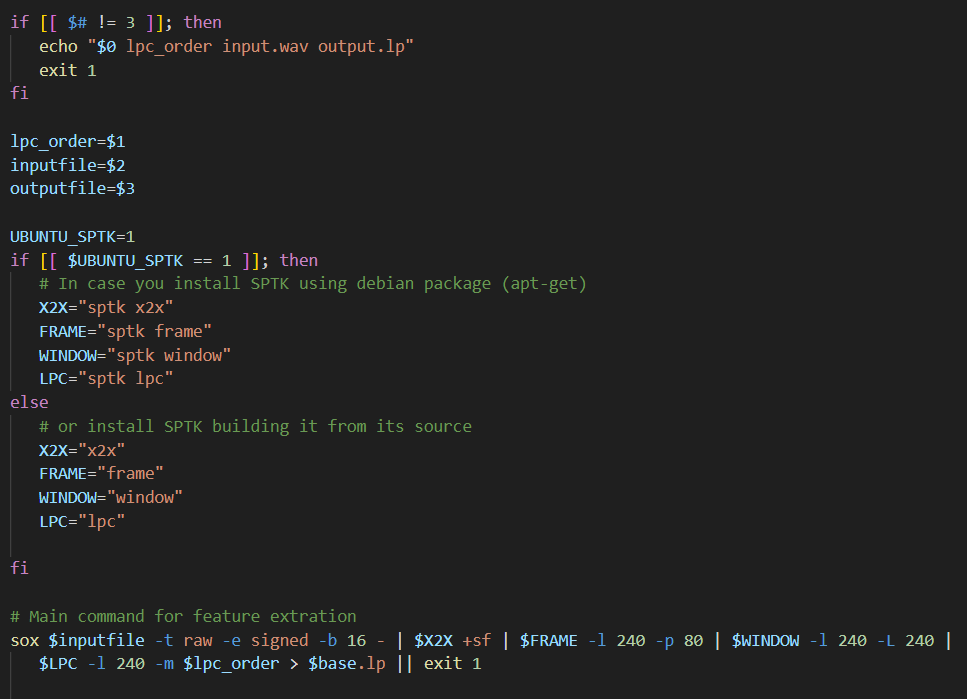 if [[ $# != 3 ]]; then
   echo "$0 lpc_order input.wav output.lp"
   exit 1
fi

lpc_order=$1
inputfile=$2
outputfile=$3

UBUNTU_SPTK=1
if [[ $UBUNTU_SPTK == 1 ]]; then
   # In case you install SPTK using debian package (apt-get)
   X2X="sptk x2x"
   FRAME="sptk frame"
   WINDOW="sptk window"
   LPC="sptk lpc"
else
   # or install SPTK building it from its source
   X2X="x2x"
   FRAME="frame"
   WINDOW="window"
   LPC="lpc"

fi

# Main command for feature extration
sox $inputfile -t raw -e signed -b 16 - | $X2X +sf | $FRAME -l 240 -p 80 | $WINDOW -l 240 -L 240 |
   $LPC -l 240 -m $lpc_order > $base.lp || exit 1